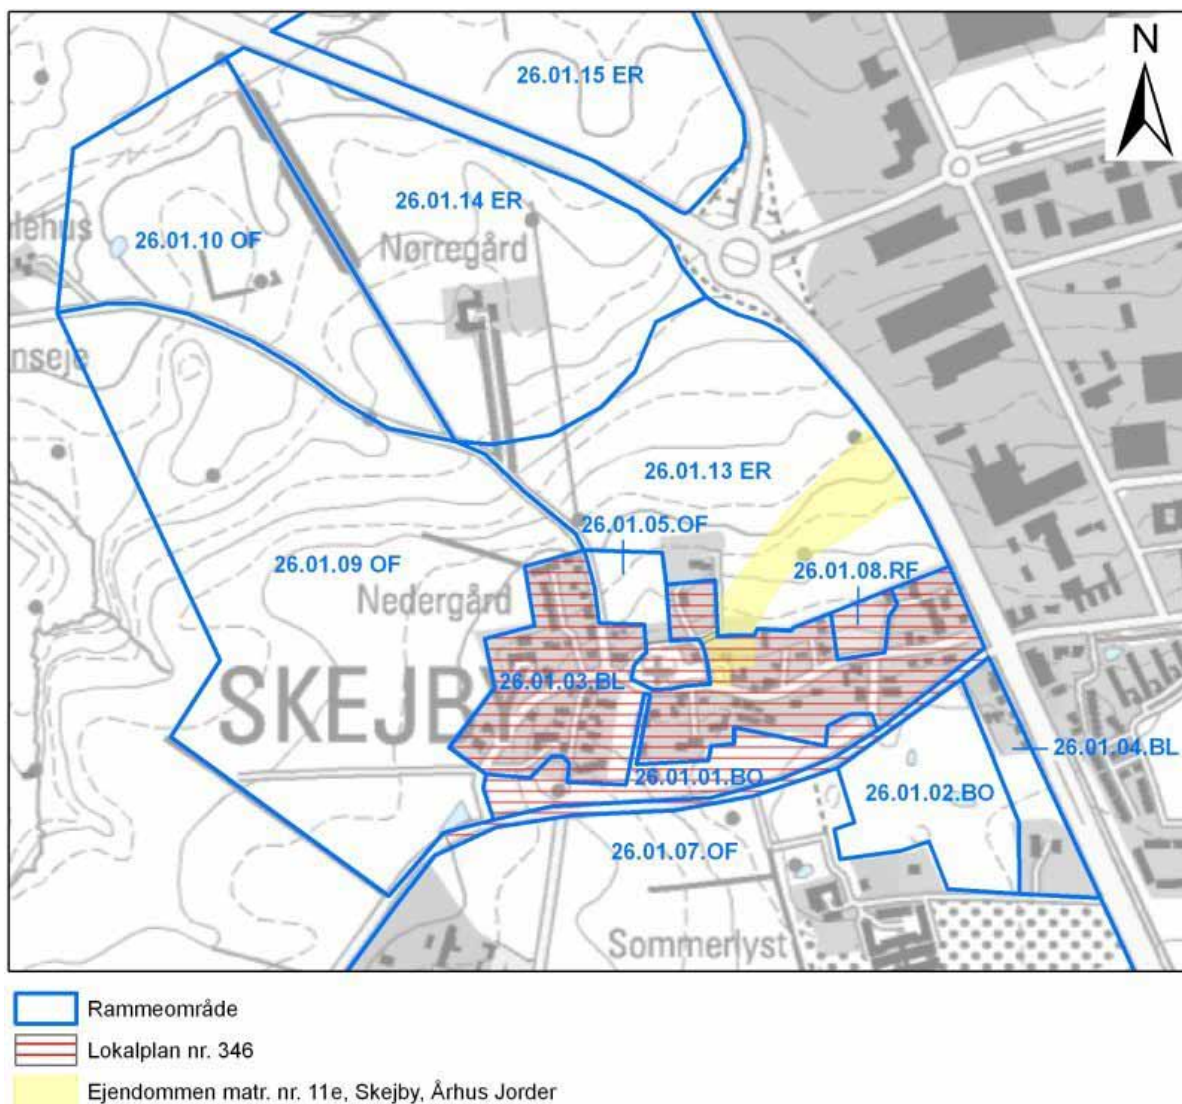 N
26.01.15 ER
26.01.14 ER
Nørregård
26.01.10 OF
lehus
nseje
26.01.13 ER
26.01.05.OF
26.01.09 OF
26.01.08.RF
Nedergård
SKEJBY
26.01.03.BL
26.01.04.BL
26.01.01.BO
26.01.02.BO
26.01.07.OF
Sommerlyst
Rammeområde
Lokalplan nr. 346
Ejendommen matr. nr. 11e, Skejby, Århus Jorder